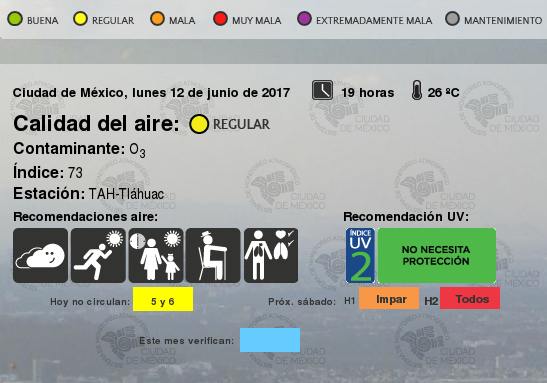 BUENA REGULAR MALA MUY MALA EXTREMADAMENTE MALA MANTENIMIENTO
Ciudad de México, lunes 12 de junio de 2017 19 horas 26 ºC
Calidad del aire: REGULAR
Contaminante: O3
Índice: 73
Estación: TAH-Tláhuac
Recomendaciones aire: Recomendación UV:
ÍNDICE
UV
2
NO NECESITA
PROTECCIÓN
Hoy no circulan: 5 y 6 Próx. sábado: H1 Impar H2 Todos
Este mes verifican:
CIUDAD
DE MÉXICO